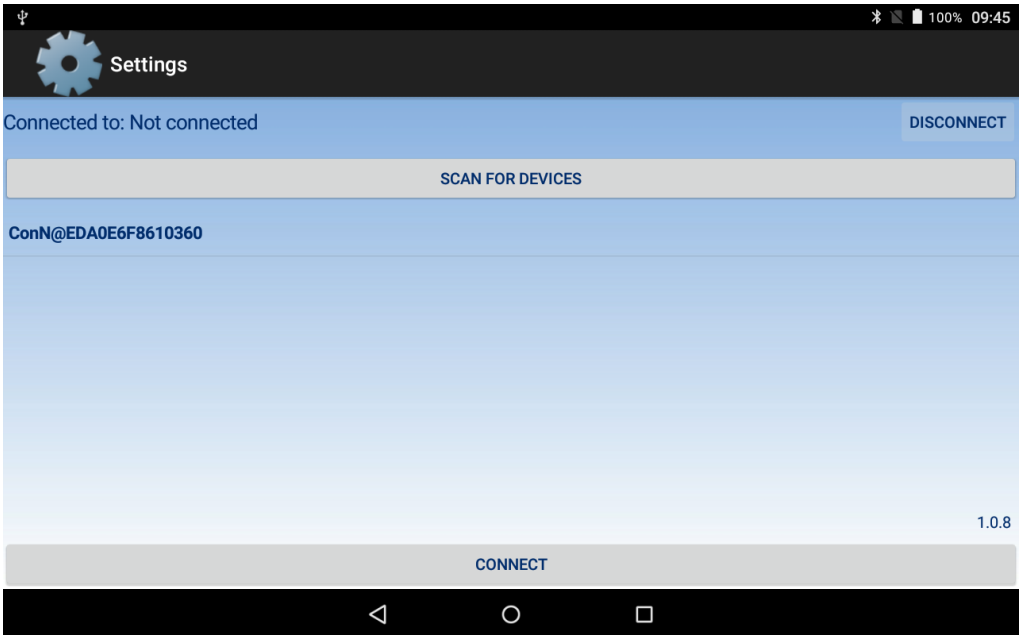 100% 09:45
Settings
Connected to: Not connected DISCONNECT
SCAN FOR DEVICES
ConN@EDA0E6F8610360
1.0.8
CONNECT